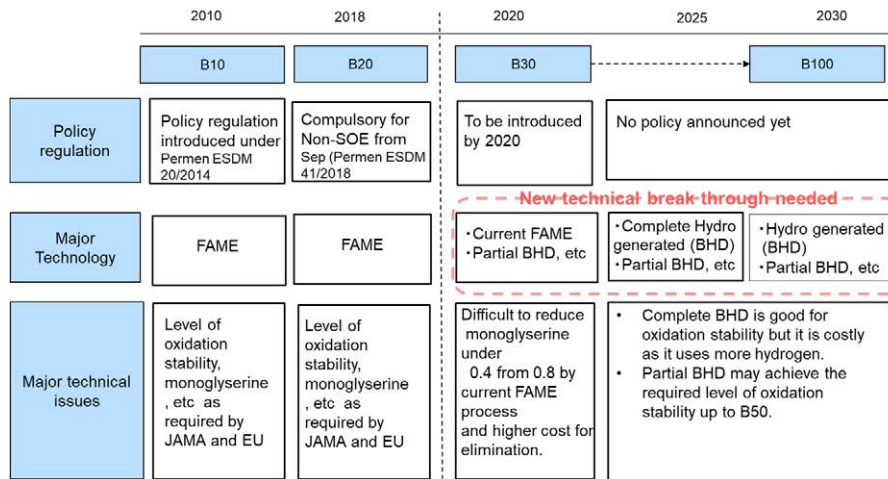 2010 2018 2020 2025 2030
B10 B20 B30 B100
Policy
regulation
Policy regulation
introduced under
Permen ESDM
20/2014
Compulsory for
Non-SOE from
Sep (Permen ESDM
41/2018
To be introduced
by 2020
No policy announced yet
New technical break through needed
Major
Technology
FAME
FAME
・Current FAME
・Partial BHD, etc
・Complete Hydro
generated (BHD)
・Partial BHD, etc
・Hydro generated
(BHD)
・Partial BHD, etc
Major technical
issues
Level of
oxidation
stability,
monoglyserine
, etc as
required by
JAMA and EU
Level of
oxidation
stability,
monoglyserine
, etc as
required by
JAMA and EU
Difficult to reduce
monoglyserine
under
0.4 from 0.8 by
current FAME
process
and higher cost for
elimination.
• Complete BHD is good for
oxidation stability but it is costly
as it uses more hydrogen.
• Partial BHD may achieve the
required level of oxidation
stability up to B50.